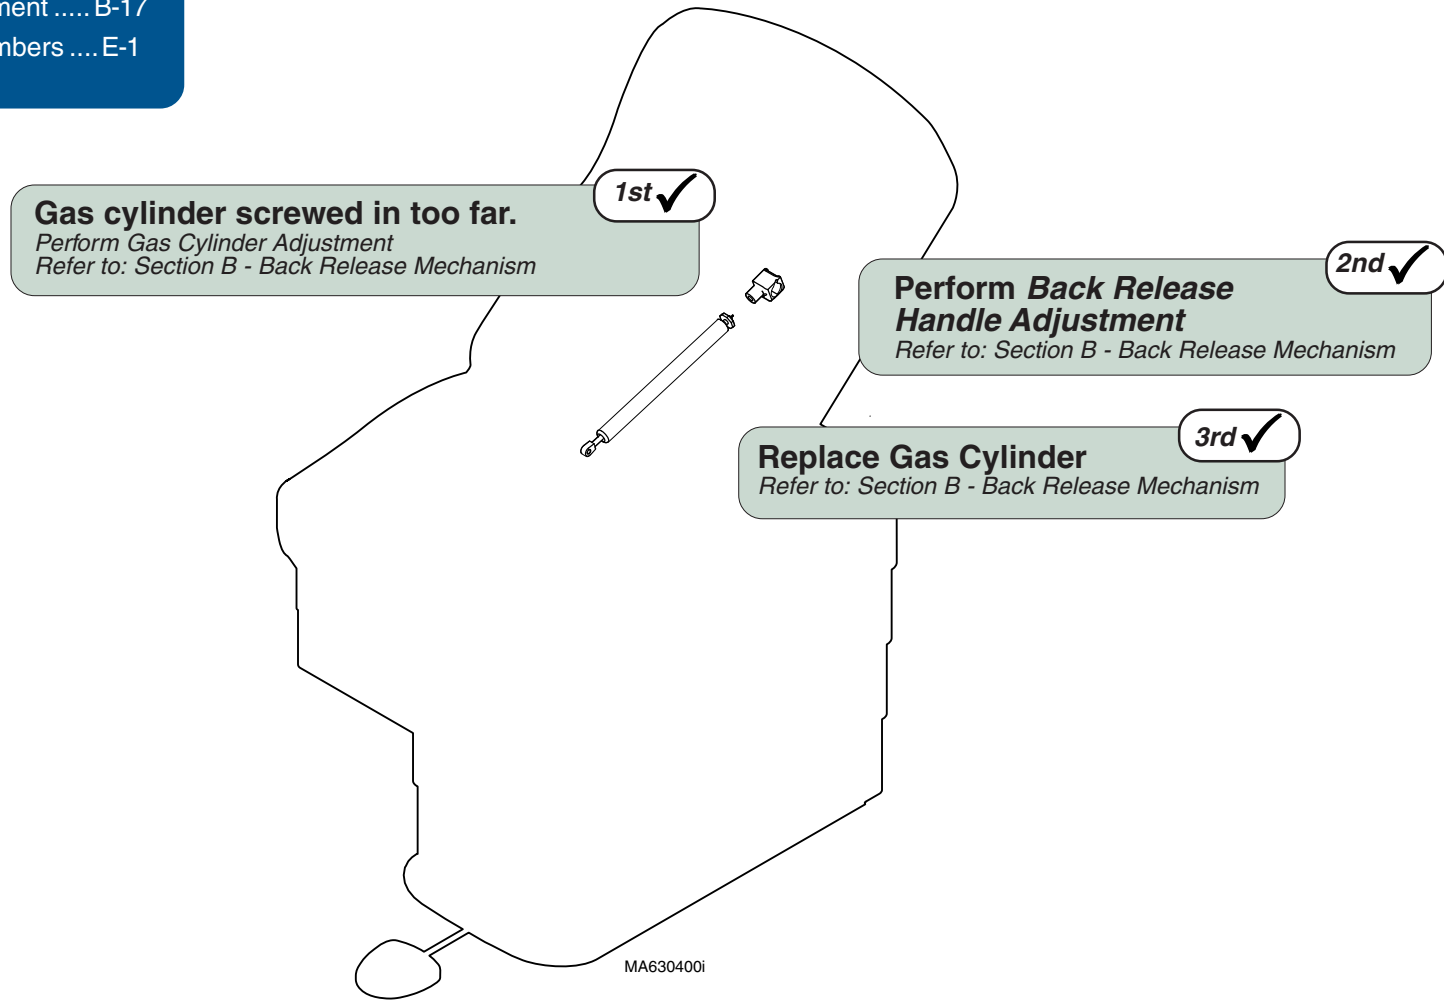 ment ..... B-17
mbers .... E-1
1st
Gas cylinder screwed in too far.
Perform Gas Cylinder Adjustment
Refer to: Section B - Back Release Mechanism
2nd
Perform Back Release
Handle Adjustment
Refer to: Section B - Back Release Mechanism
3rd
Replace Gas Cylinder
Refer to: Section B - Back Release Mechanism
MA630400i